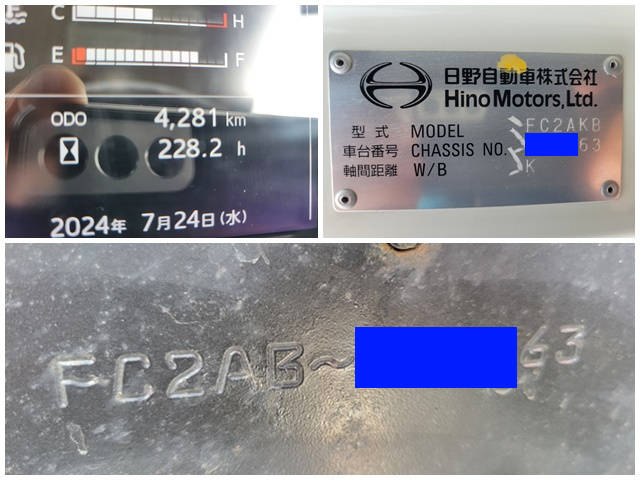 C H
E F
ODO 4,281 km
228.2 h
2024年 7月24日(水)
日野自動車株式会社
Hino Motors, Ltd.
型式 MODEL FC2AKB
車台番号 CHASSIS NO. 63
軸間距離 W/B K
FC2AB~ 63